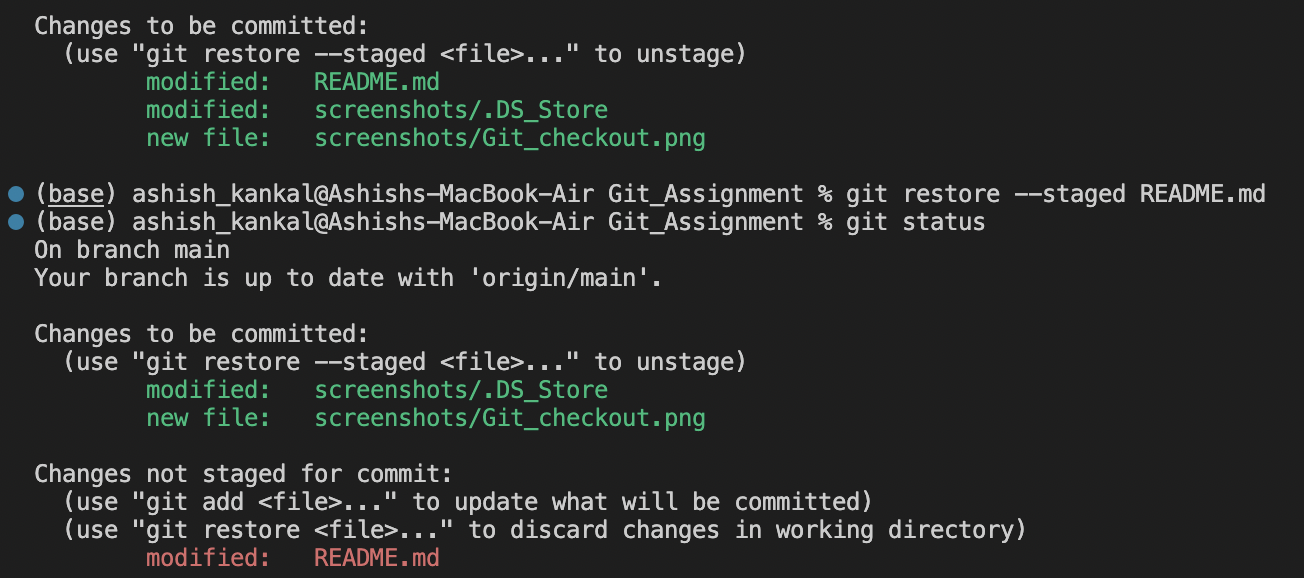 Changes to be committed:
  (use "git restore --staged <file>..." to unstage)
        modified:   README.md
        modified:   screenshots/.DS_Store
        new file:   screenshots/Git_checkout.png
(base) ashish_kankal@Ashishs-MacBook-Air Git_Assignment % git restore --staged README.md
(base) ashish_kankal@Ashishs-MacBook-Air Git_Assignment % git status
On branch main
Your branch is up to date with 'origin/main'.
Changes to be committed:
  (use "git restore --staged <file>..." to unstage)
        modified:   screenshots/.DS_Store
        new file:   screenshots/Git_checkout.png
Changes not staged for commit:
  (use "git add <file>..." to update what will be committed)
  (use "git restore <file>..." to discard changes in working directory)
        modified:   README.md